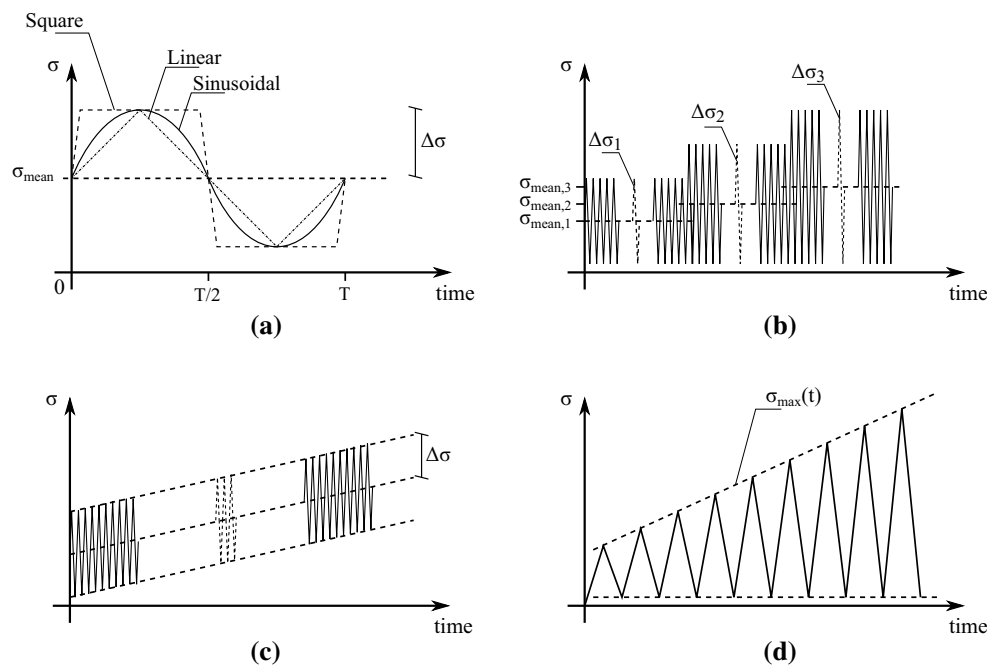 Square
σ
Linear
Sinusoidal
σmean
Δσ
0
T/2
T
time
(a)
σ
Δσ1
Δσ2
Δσ3
σmean,3
σmean,2
σmean,1
time
(b)
σ
Δσ
time
(c)
σ
σmax(t)
time
(d)